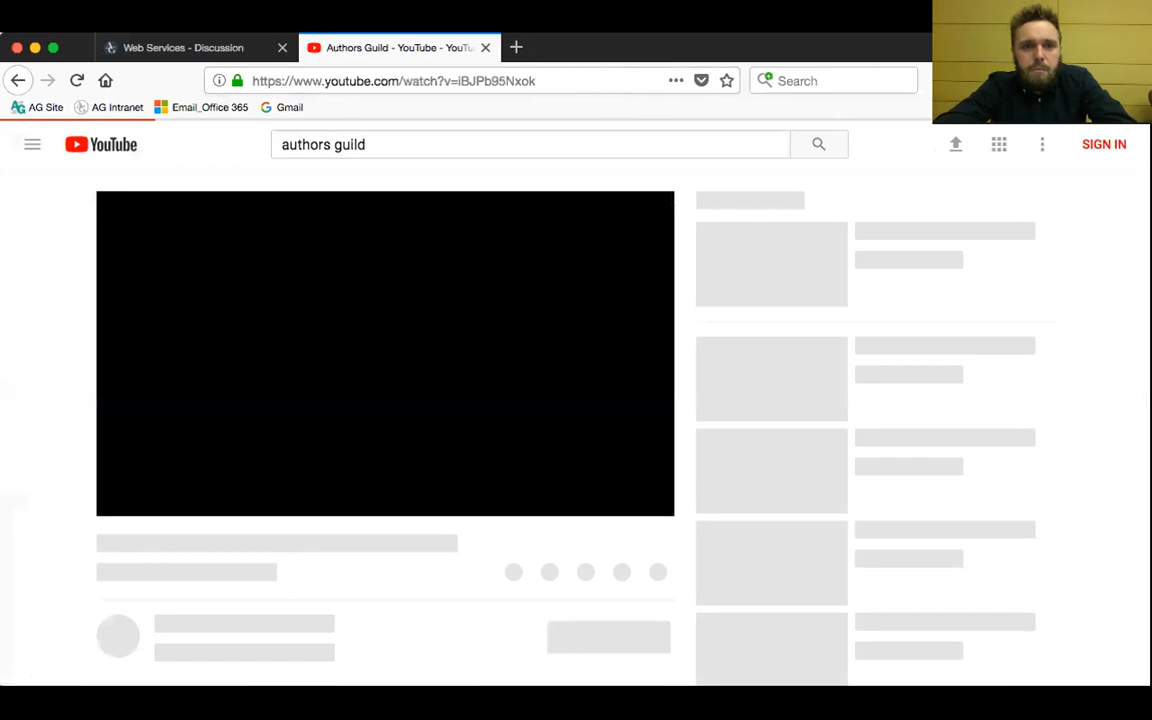 Web Services - Discussion
Authors Guild - YouTube - YouTu
https://www.youtube.com/watch?v=iBJPb95Nxok
Search
AG Site
AG Intranet
Email_Office 365
Gmail
YouTube
authors guild
SIGN IN